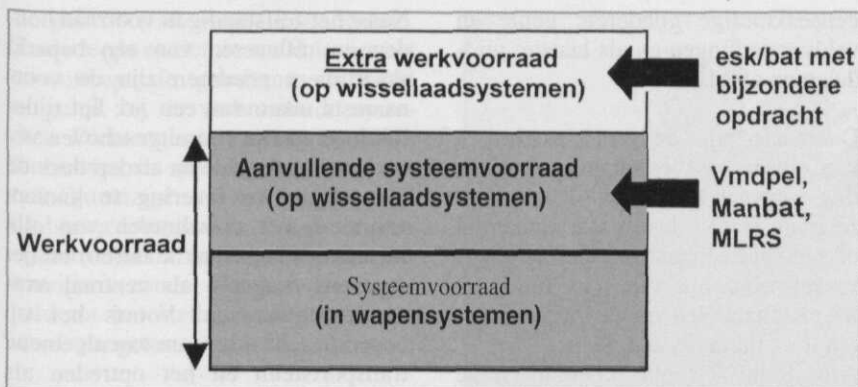 Extra werkvoorraad
(op wissellaadsystemen)
esk/bat met
bijzondere
opdracht
Aanvullende systeemvoorraad
(op wissellaadsystemen)
Vmdpel,
Manbat,
MLRS
Werkvoorraad
Systeemvoorraad
(in wapensystemen)